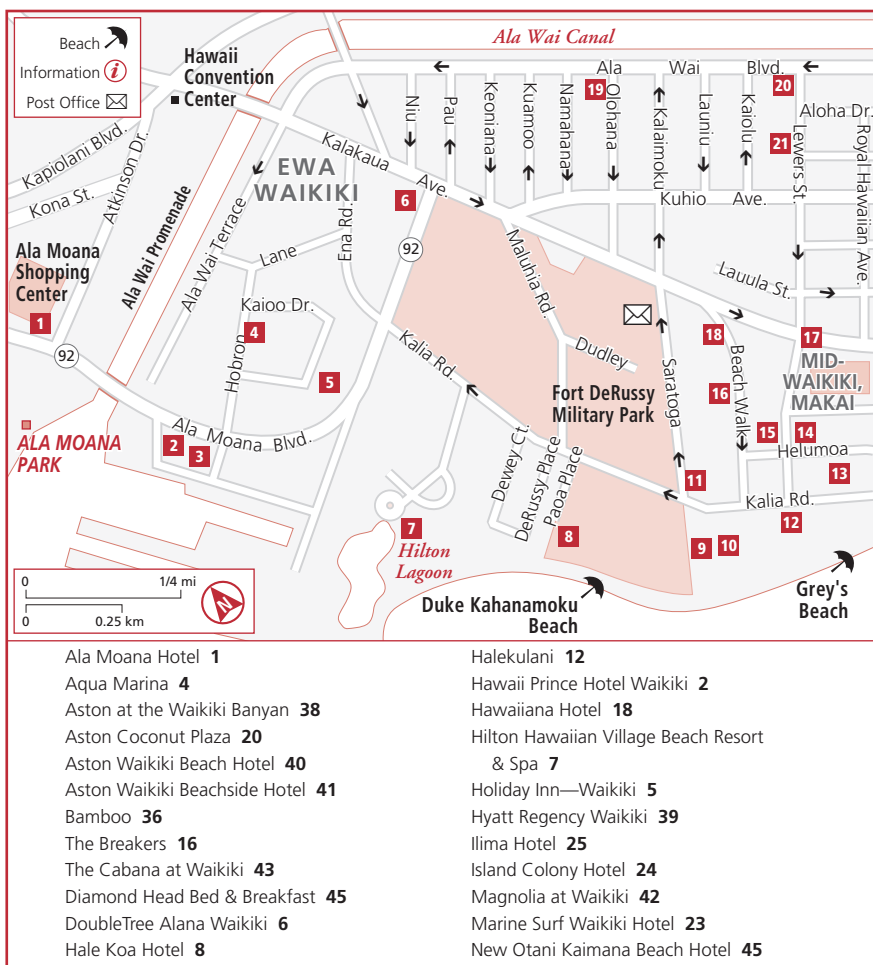 Beach
Information i
Post Office
Hawaii
Convention
Center
Ala Wai Canal
Ala Wai Blvd.
19
20
21
Aloha Dr.
Niu
Pau
Keoniana
Kuamoo
Namahana
Olohana
Kalaimoku
Launiu
Kaiolu
Lewers St.
Royal Hawaiian Ave.
Kapiolani Blvd.
Kona St.
Atkinson Dr.
EWA
WAIKIKI
Kalakaua Ave.
6
Kuhio Ave.
92
Ala Wai Promenade
Ala Wai Terrace
Lane
Ena Rd.
Maluhia Rd.
Lauula St.
Ala Moana
Shopping
Center
1
92
Kaioo Dr.
4
Hobron
5
Kalia Rd.
Dudley
Saratoga
18
Beach Walk
16
17
MID-
WAIKIKI,
MAKAI
Fort DeRussy
Military Park
ALA MOANA
PARK
2
3
Ala Moana Blvd.
Dewey Ct.
DeRussy Place
Paoa Place
15
14
Helumoa
13
11
Kalia Rd.
12
7
Hilton
Lagoon
8
9
10
0 1/4 mi
0 0.25 km
N
Duke Kahanamoku
Beach
Grey's
Beach
Ala Moana Hotel 1
Aqua Marina 4
Aston at the Waikiki Banyan 38
Aston Coconut Plaza 20
Aston Waikiki Beach Hotel 40
Aston Waikiki Beachside Hotel 41
Bamboo 36
The Breakers 16
The Cabana at Waikiki 43
Diamond Head Bed & Breakfast 45
DoubleTree Alana Waikiki 6
Hale Koa Hotel 8
Halekulani 12
Hawaii Prince Hotel Waikiki 2
Hawaiiana Hotel 18
Hilton Hawaiian Village Beach Resort
& Spa 7
Holiday Inn—Waikiki 5
Hyatt Regency Waikiki 39
Ilima Hotel 25
Island Colony Hotel 24
Magnolia at Waikiki 42
Marine Surf Waikiki Hotel 23
New Otani Kaimana Beach Hotel 45